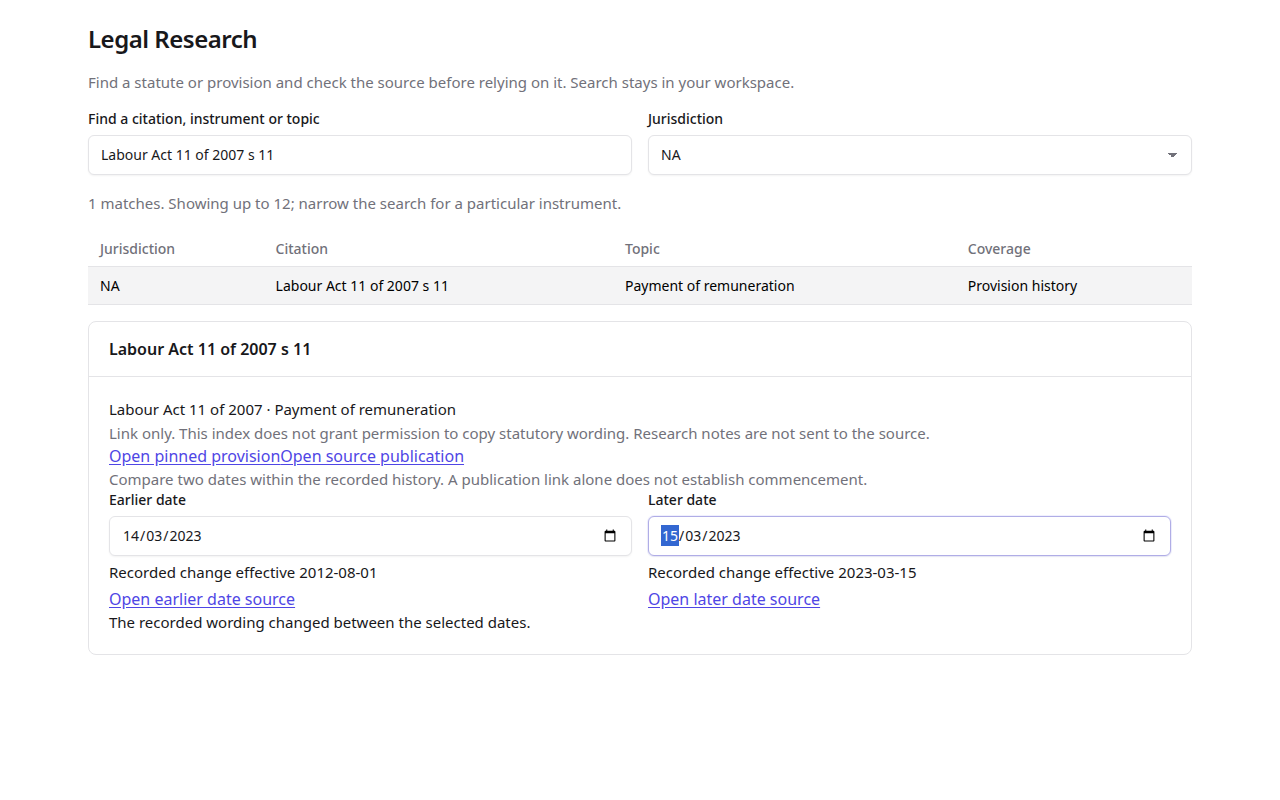 Legal Research
Find a statute or provision and check the source before relying on it. Search stays in your workspace.
Find a citation, instrument or topic
Jurisdiction
Labour Act 11 of 2007 s 11
NA
1 matches. Showing up to 12; narrow the search for a particular instrument.
Jurisdiction Citation Topic Coverage
NA Labour Act 11 of 2007 s 11 Payment of remuneration Provision history
Labour Act 11 of 2007 s 11
Labour Act 11 of 2007 · Payment of remuneration
Link only. This index does not grant permission to copy statutory wording. Research notes are not sent to the source.
Open pinned provisionOpen source publication
Compare two dates within the recorded history. A publication link alone does not establish commencement.
Earlier date
Later date
14/03/2023
15/03/2023
Recorded change effective 2012-08-01
Recorded change effective 2023-03-15
Open earlier date source
Open later date source
The recorded wording changed between the selected dates.